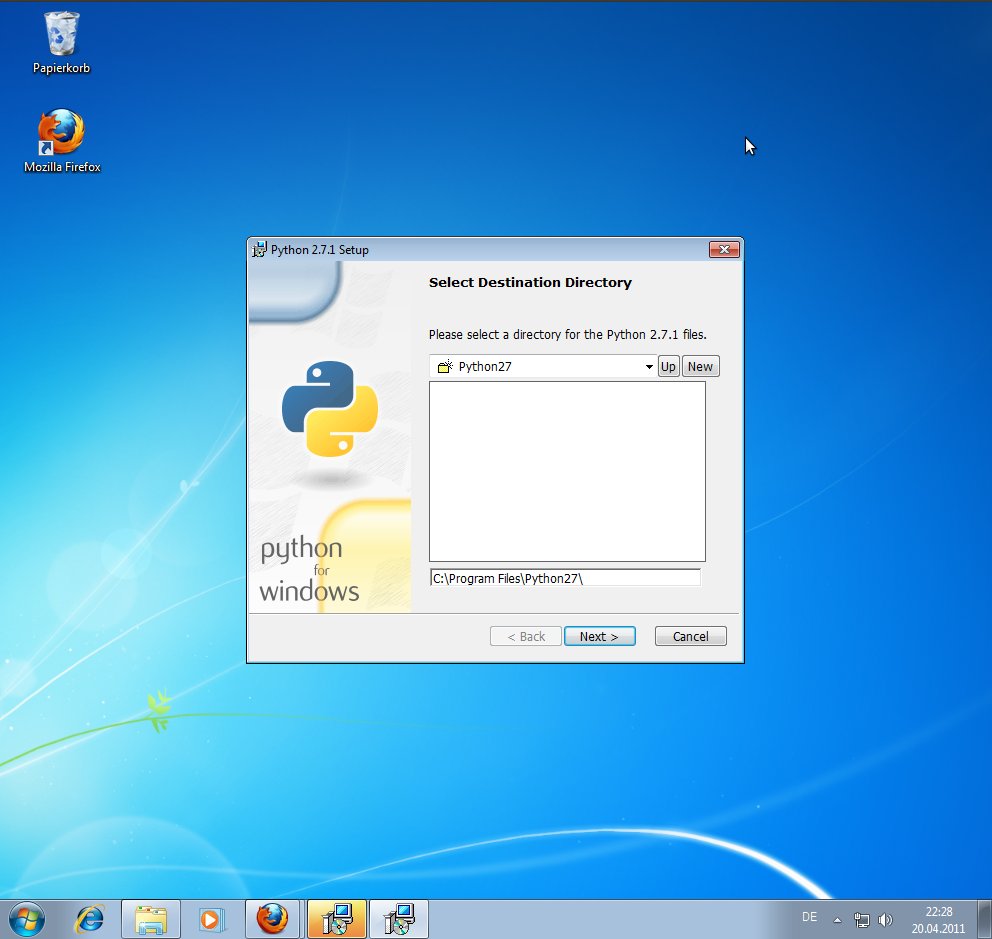 Papierkorb
Mozilla Firefox
Python 2.7.1 Setup
Select Destination Directory
Please select a directory for the Python 2.7.1 files.
Python27
Up
New
python
for
windows
C:\Program Files\Python27\
< Back
Next >
Cancel
DE
22:28
20.04.2011